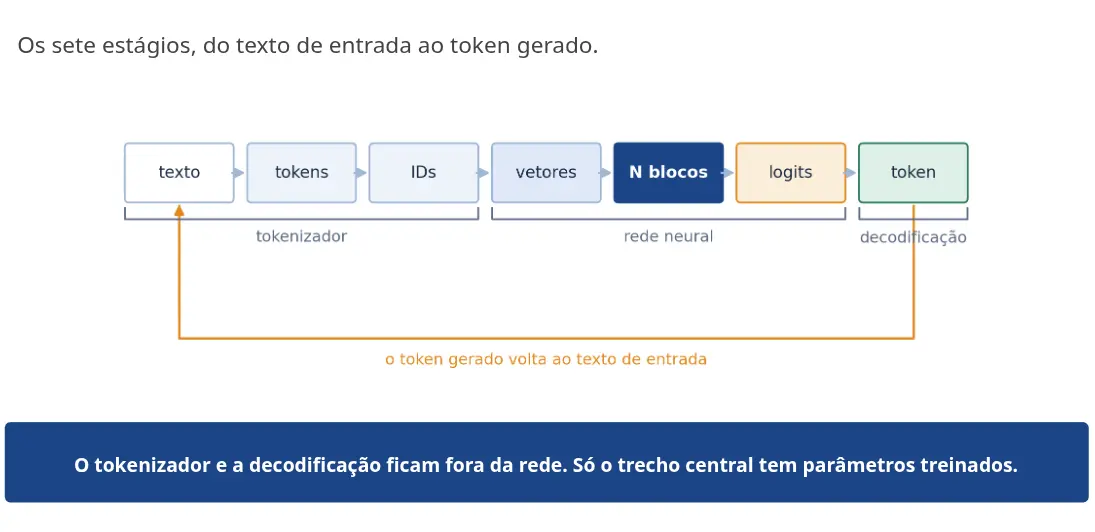 Os sete estágios, do texto de entrada ao token gerado.
texto
tokens
IDs
vetores
N blocos
logits
token
tokenizador
rede neural
decodificação
o token gerado volta ao texto de entrada
O tokenizador e a decodificação ficam fora da rede. Só o trecho central tem parâmetros treinados.